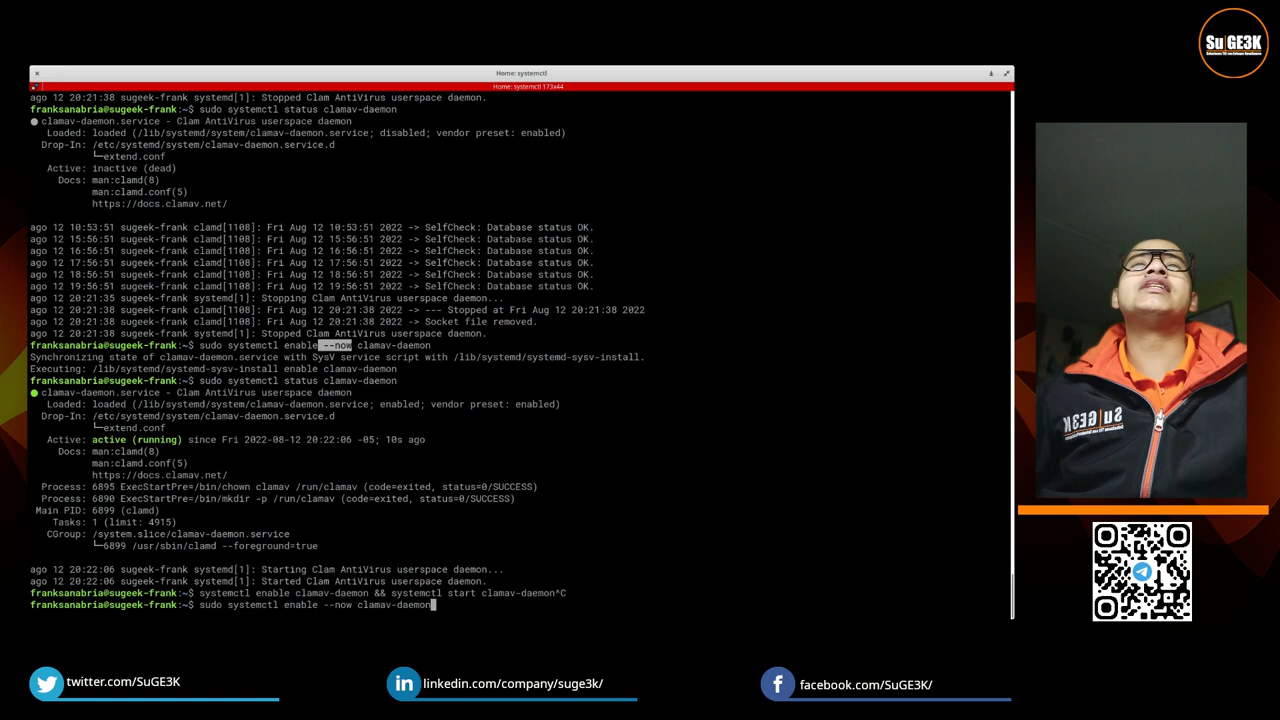 Su GE3K
Home: systemctl
Home: systemctl 173x44
ago 12 20:21:38 sugeek-frank systemd[1]: Stopped Clam AntiVirus userspace daemon.
franksanabria@sugeek-frank:~$ sudo systemctl status clamav-daemon
● clamav-daemon.service - Clam AntiVirus userspace daemon
Loaded: loaded (/lib/systemd/system/clamav-daemon.service; disabled; vendor preset: enabled)
Drop-In: /etc/systemd/system/clamav-daemon.service.d
└─extend.conf
Active: inactive (dead)
Docs: man:clamd(8)
man:clamd.conf(5)
https://docs.clamav.net/
ago 12 10:53:51 sugeek-frank clamd[1108]: Fri Aug 12 10:53:51 2022 -> SelfCheck: Database status OK.
ago 12 15:56:51 sugeek-frank clamd[1108]: Fri Aug 12 15:56:51 2022 -> SelfCheck: Database status OK.
ago 12 16:56:51 sugeek-frank clamd[1108]: Fri Aug 12 16:56:51 2022 -> SelfCheck: Database status OK.
ago 12 17:56:51 sugeek-frank clamd[1108]: Fri Aug 12 17:56:51 2022 -> SelfCheck: Database status OK.
ago 12 18:56:51 sugeek-frank clamd[1108]: Fri Aug 12 18:56:51 2022 -> SelfCheck: Database status OK.
ago 12 19:56:51 sugeek-frank clamd[1108]: Fri Aug 12 19:56:51 2022 -> SelfCheck: Database status OK.
ago 12 20:21:35 sugeek-frank systemd[1]: Stopping Clam AntiVirus userspace daemon...
ago 12 20:21:38 sugeek-frank clamd[1108]: Fri Aug 12 20:21:38 2022 -> --- Stopped at Fri Aug 12 20:21:38 2022
ago 12 20:21:38 sugeek-frank clamd[1108]: Fri Aug 12 20:21:38 2022 -> Socket file removed.
ago 12 20:21:38 sugeek-frank systemd[1]: Stopped Clam AntiVirus userspace daemon.
franksanabria@sugeek-frank:~$ sudo systemctl enable --now clamav-daemon
Synchronizing state of clamav-daemon.service with SysV service script with /lib/systemd/systemd-sysv-install.
Executing: /lib/systemd/systemd-sysv-install enable clamav-daemon
franksanabria@sugeek-frank:~$ sudo systemctl status clamav-daemon
● clamav-daemon.service - Clam AntiVirus userspace daemon
Loaded: loaded (/lib/systemd/system/clamav-daemon.service; enabled; vendor preset: enabled)
Drop-In: /etc/systemd/system/clamav-daemon.service.d
└─extend.conf
Active: active (running) since Fri 2022-08-12 20:22:06 -05; 10s ago
Docs: man:clamd(8)
man:clamd.conf(5)
https://docs.clamav.net/
Process: 6895 ExecStartPre=/bin/chown clamav /run/clamav (code=exited, status=0/SUCCESS)
Process: 6890 ExecStartPre=/bin/mkdir -p /run/clamav (code=exited, status=0/SUCCESS)
Main PID: 6899 (clamd)
Tasks: 1 (limit: 4915)
CGroup: /system.slice/clamav-daemon.service
└─6899 /usr/sbin/clamd --foreground=true
ago 12 20:22:06 sugeek-frank systemd[1]: Starting Clam AntiVirus userspace daemon...
ago 12 20:22:06 sugeek-frank systemd[1]: Started Clam AntiVirus userspace daemon.
franksanabria@sugeek-frank:~$ systemctl enable clamav-daemon && systemctl start clamav-daemon^C
franksanabria@sugeek-frank:~$ sudo systemctl enable --now clamav-daemon
Su GE3K
twitter.com/SuGE3K
linkedin.com/company/suge3k/
facebook.com/SuGE3K/